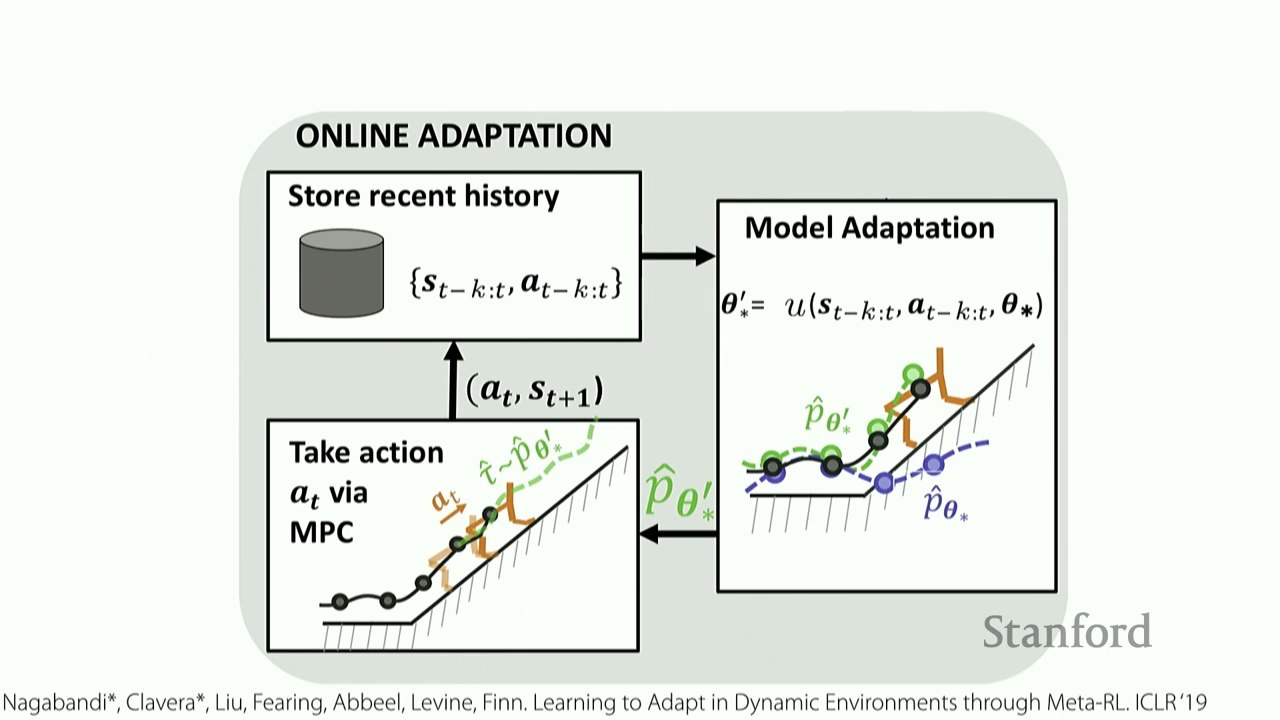 ONLINE ADAPTATION
Store recent history
{s_{t−k:t}, a_{t−k:t}}
Model Adaptation
θ'_*= u(s_{t−k:t}, a_{t−k:t}, θ_*)
p̂_{θ'_*}
p̂_{θ_*}
(a_t, s_{t+1})
Take action
a_t via
MPC
a_t
τ̂~p̂_{θ'_*}
p̂_{θ'_*}
Stanford
Nagabandi*, Clavera*, Liu, Fearing, Abbeel, Levine, Finn. Learning to Adapt in Dynamic Environments through Meta-RL. ICLR ‘19